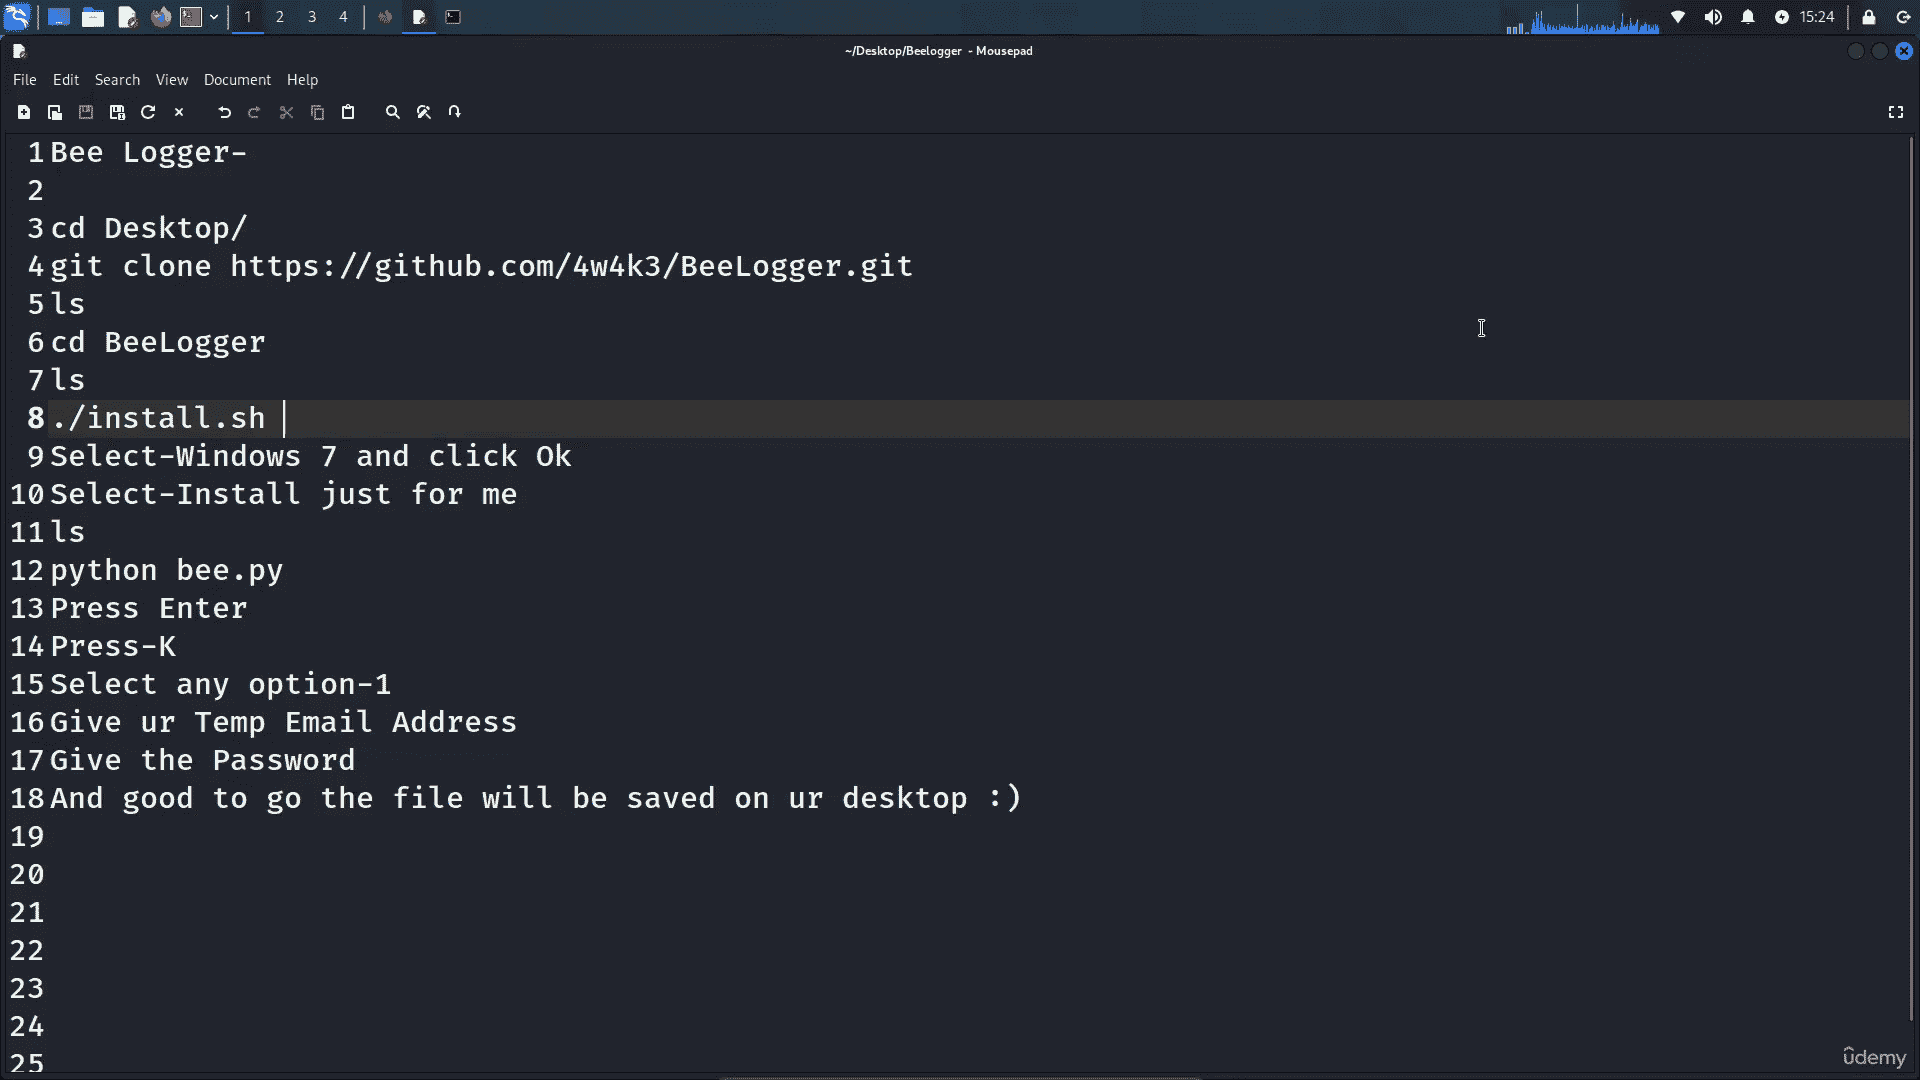 1 2 3 4 15:24
~/Desktop/Beelogger - Mousepad
File Edit Search View Document Help
1 Bee Logger-
2
3 cd Desktop/
4 git clone https://github.com/4w4k3/BeeLogger.git
5 ls
6 cd BeeLogger
7 ls
8 ./install.sh
9 Select-Windows 7 and click Ok
10 Select-Install just for me
11 ls
12 python bee.py
13 Press Enter
14 Press-K
15 Select any option-1
16 Give ur Temp Email Address
17 Give the Password
18 And good to go the file will be saved on ur desktop :)
19
20
21
22
23
24
25
ûdemy